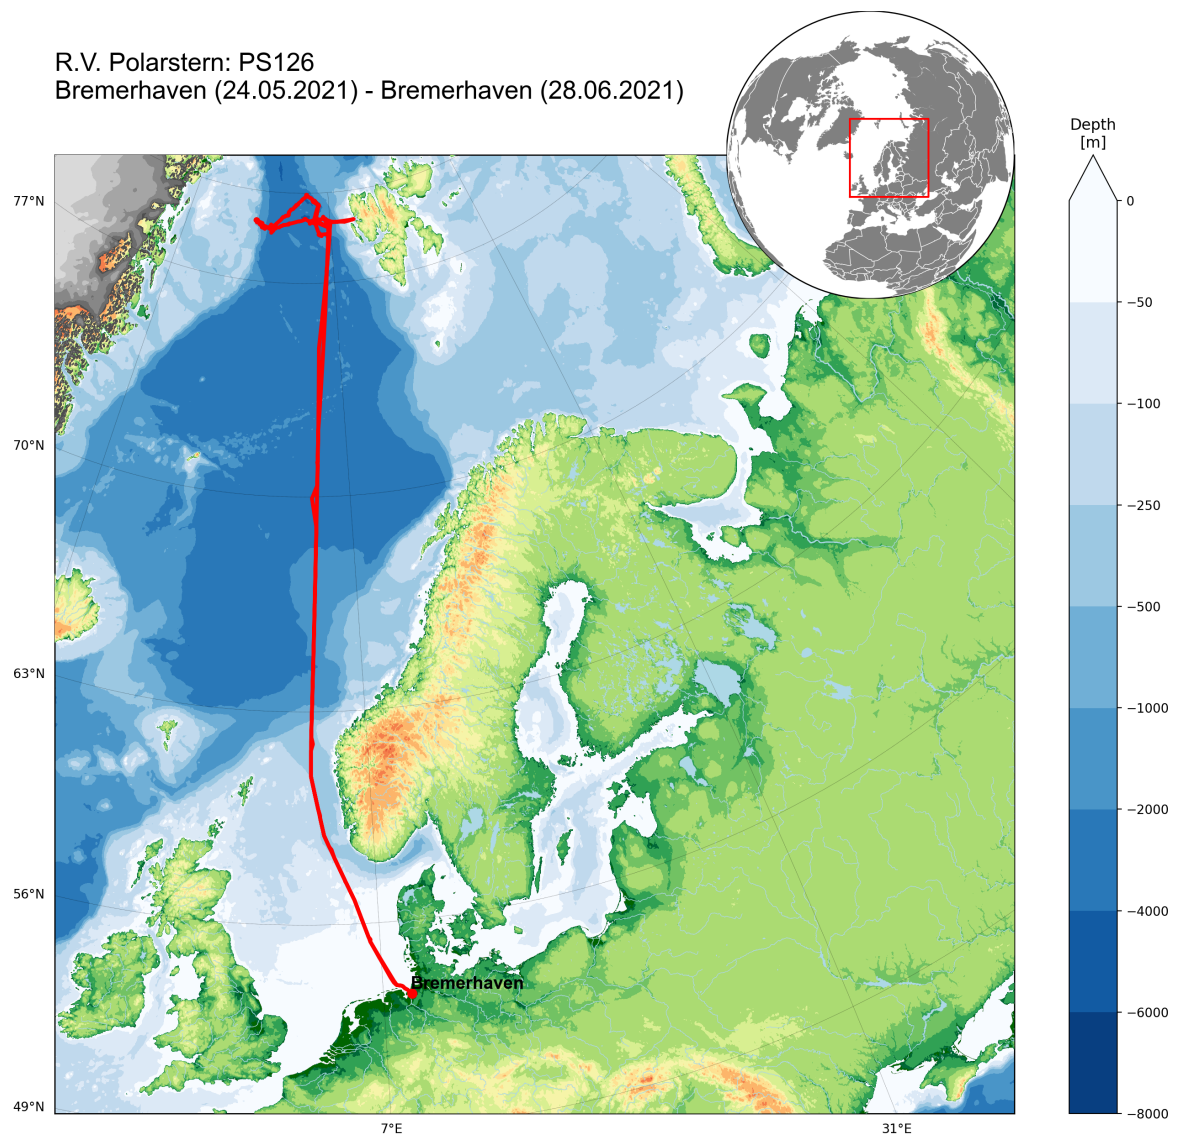 R.V. Polarstern: PS126
Bremerhaven (24.05.2021) - Bremerhaven (28.06.2021)
Depth
[m]
0
−50
−100
−250
−500
−1000
−2000
−4000
−6000
−8000
77°N
70°N
63°N
56°N
49°N
Bremerhaven
7°E
31°E